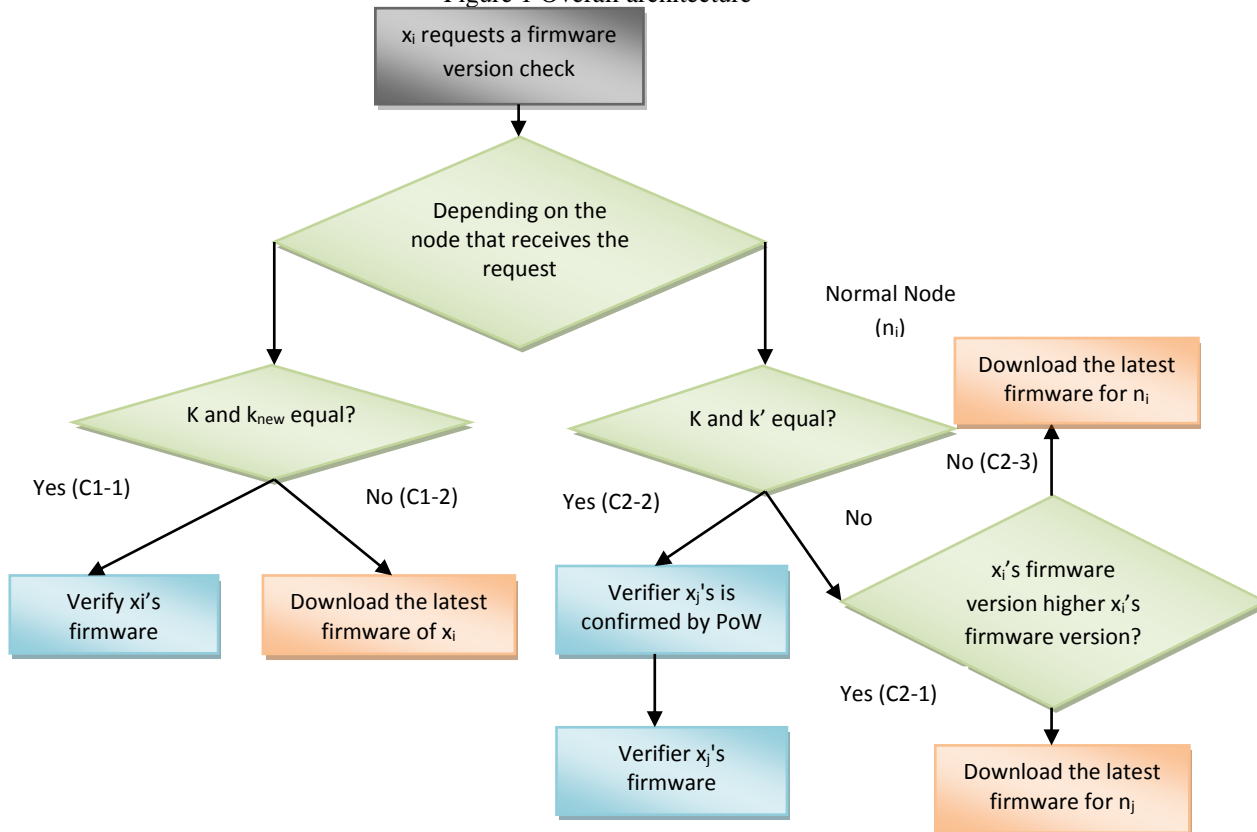 Figure 1 Overall architecture
xᵢ requests a firmware
version check
Depending on the
node that receives the
request
Normal Node
(nᵢ)
Download the latest
firmware for nᵢ
K and kₙₑw equal?
K and k’ equal?
Yes (C1-1)
No (C1-2)
Yes (C2-2)
No
No (C2-3)
Verify xi’s
firmware
Download the latest
firmware of xᵢ
Verifier xⱼ's is
confirmed by PoW
xᵢ’s firmware
version higher xᵢ’s
firmware version?
Yes (C2-1)
Verifier xⱼ's
firmware
Download the latest
firmware for nⱼ